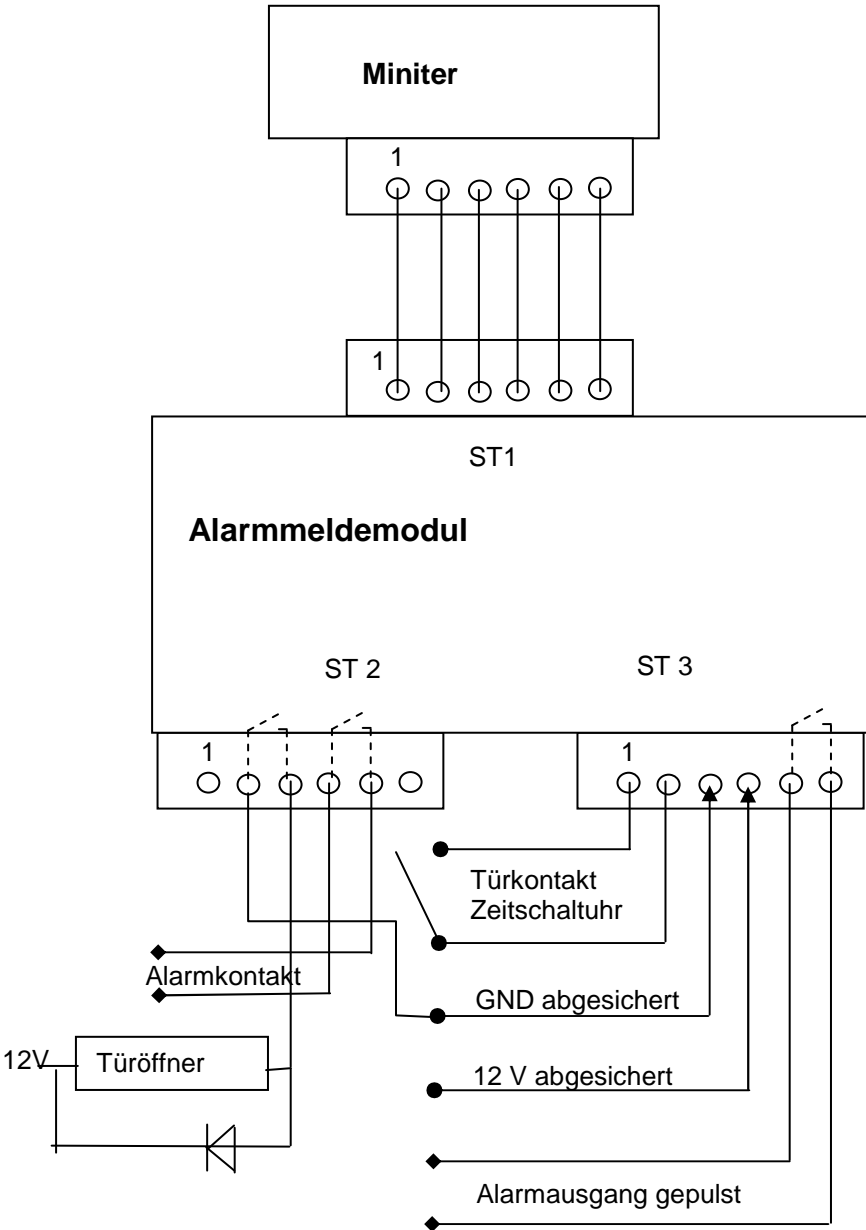 Miniter
1
1
ST1
Alarmmeldemodul
ST 2
ST 3
1
1
Türkontakt
Zeitschaltuhr
Alarmkontakt
GND abgesichert
12V
Türöffner
12 V abgesichert
Alarmausgang gepulst